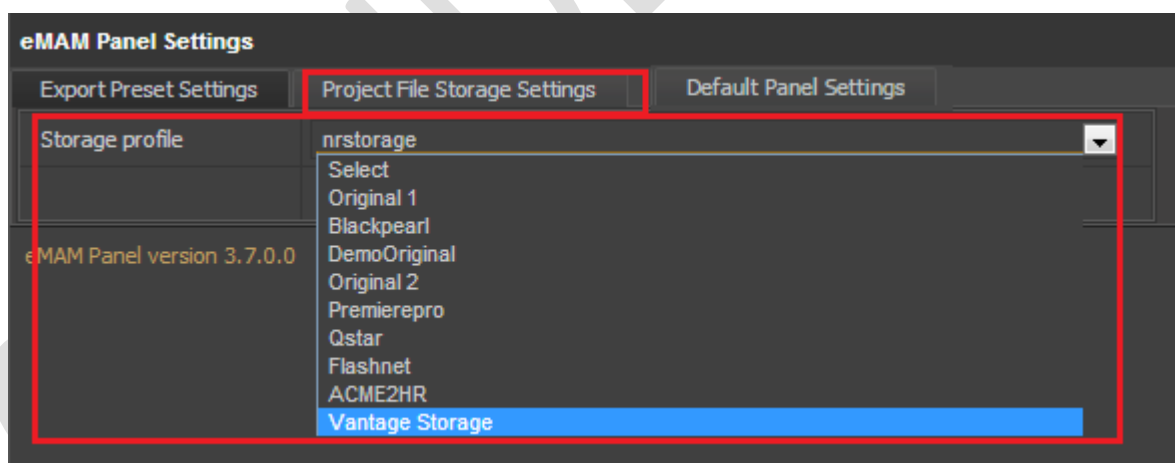 eMAM Panel Settings
Export Preset Settings Project File Storage Settings Default Panel Settings
Storage profile nrstorage
Select
Original 1
Blackpearl
eMAM Panel version 3.7.0.0 DemoOriginal
Original 2
Premierepro
Qstar
Flashnet
ACME2HR
Vantage Storage